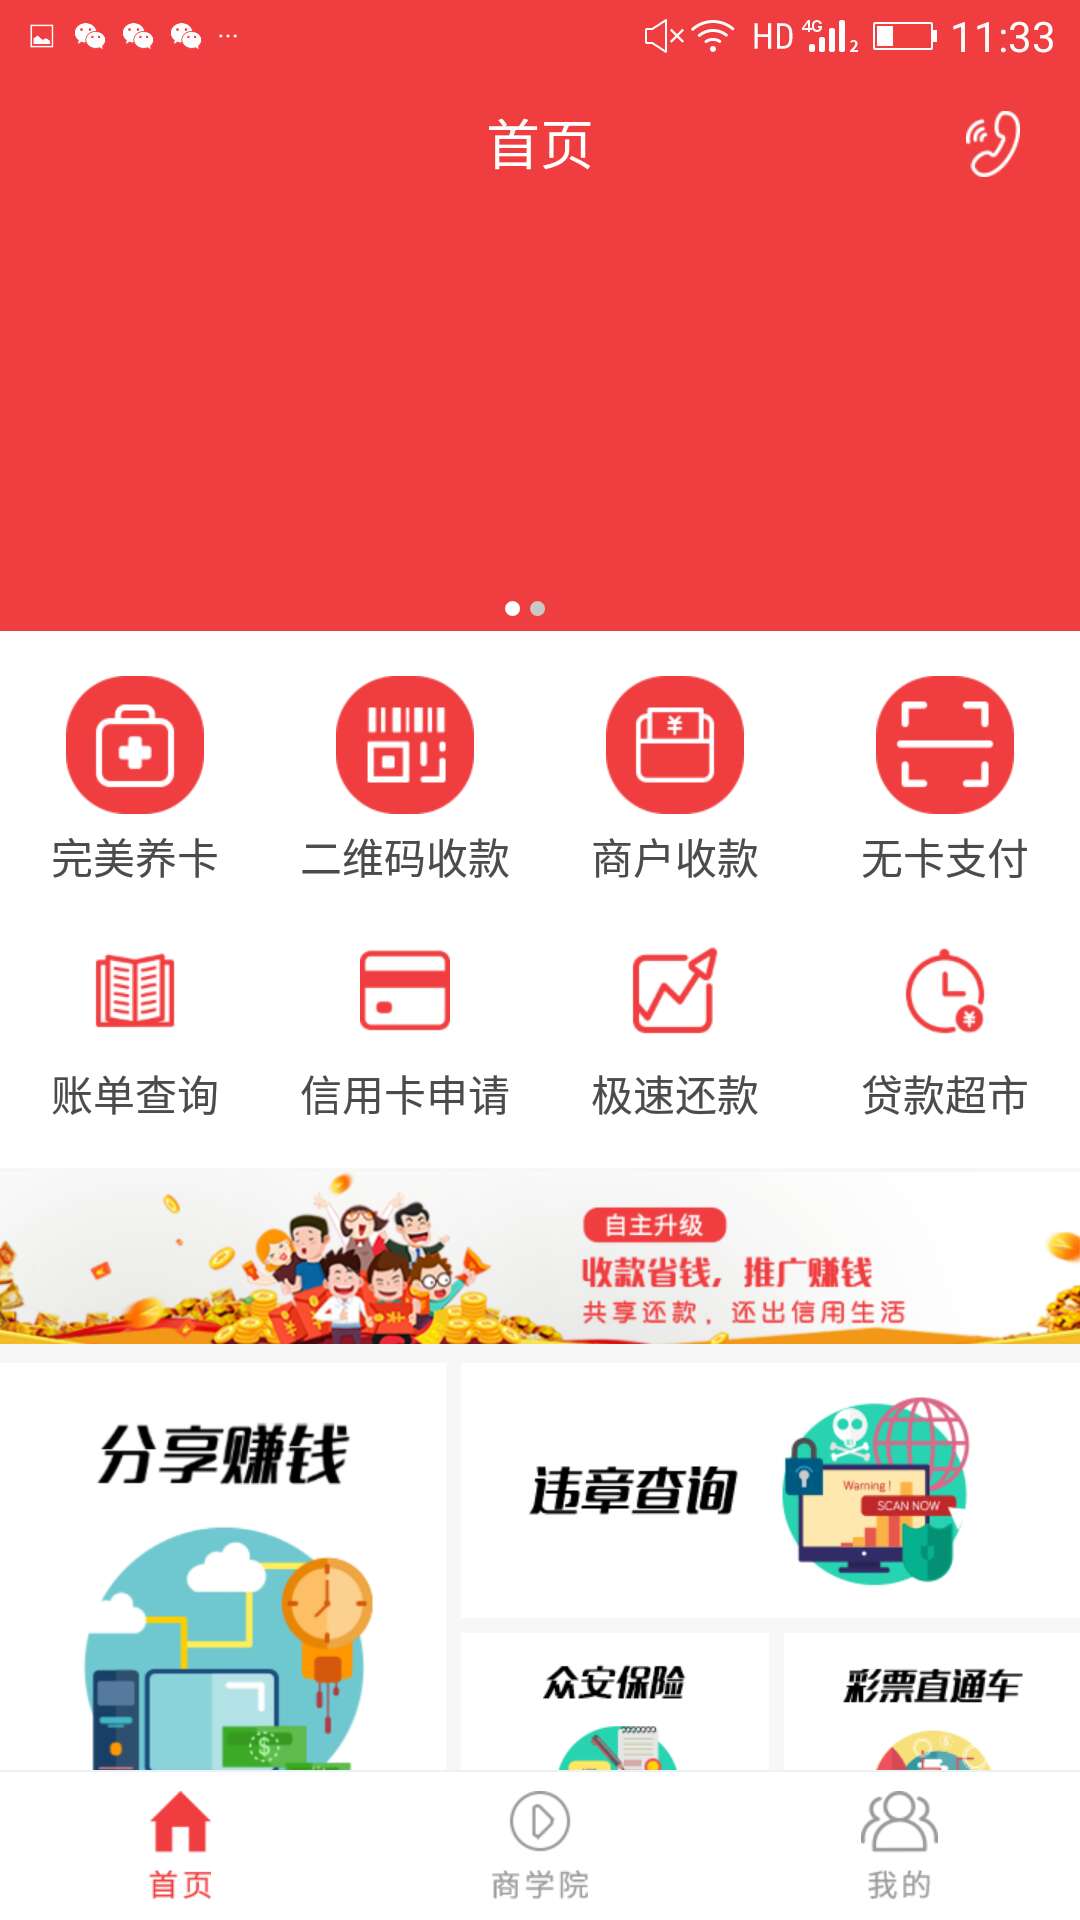 HD 4G 2 11:33
首页
完美养卡 二维码收款 商户收款 无卡支付
账单查询 信用卡申请 极速还款 贷款超市
自主升级
收款省钱,推广赚钱
共享还款,还出信用生活
分享赚钱
违章查询
Warning !
SCAN NOW
众安保险
彩票直通车
首页 商学院 我的